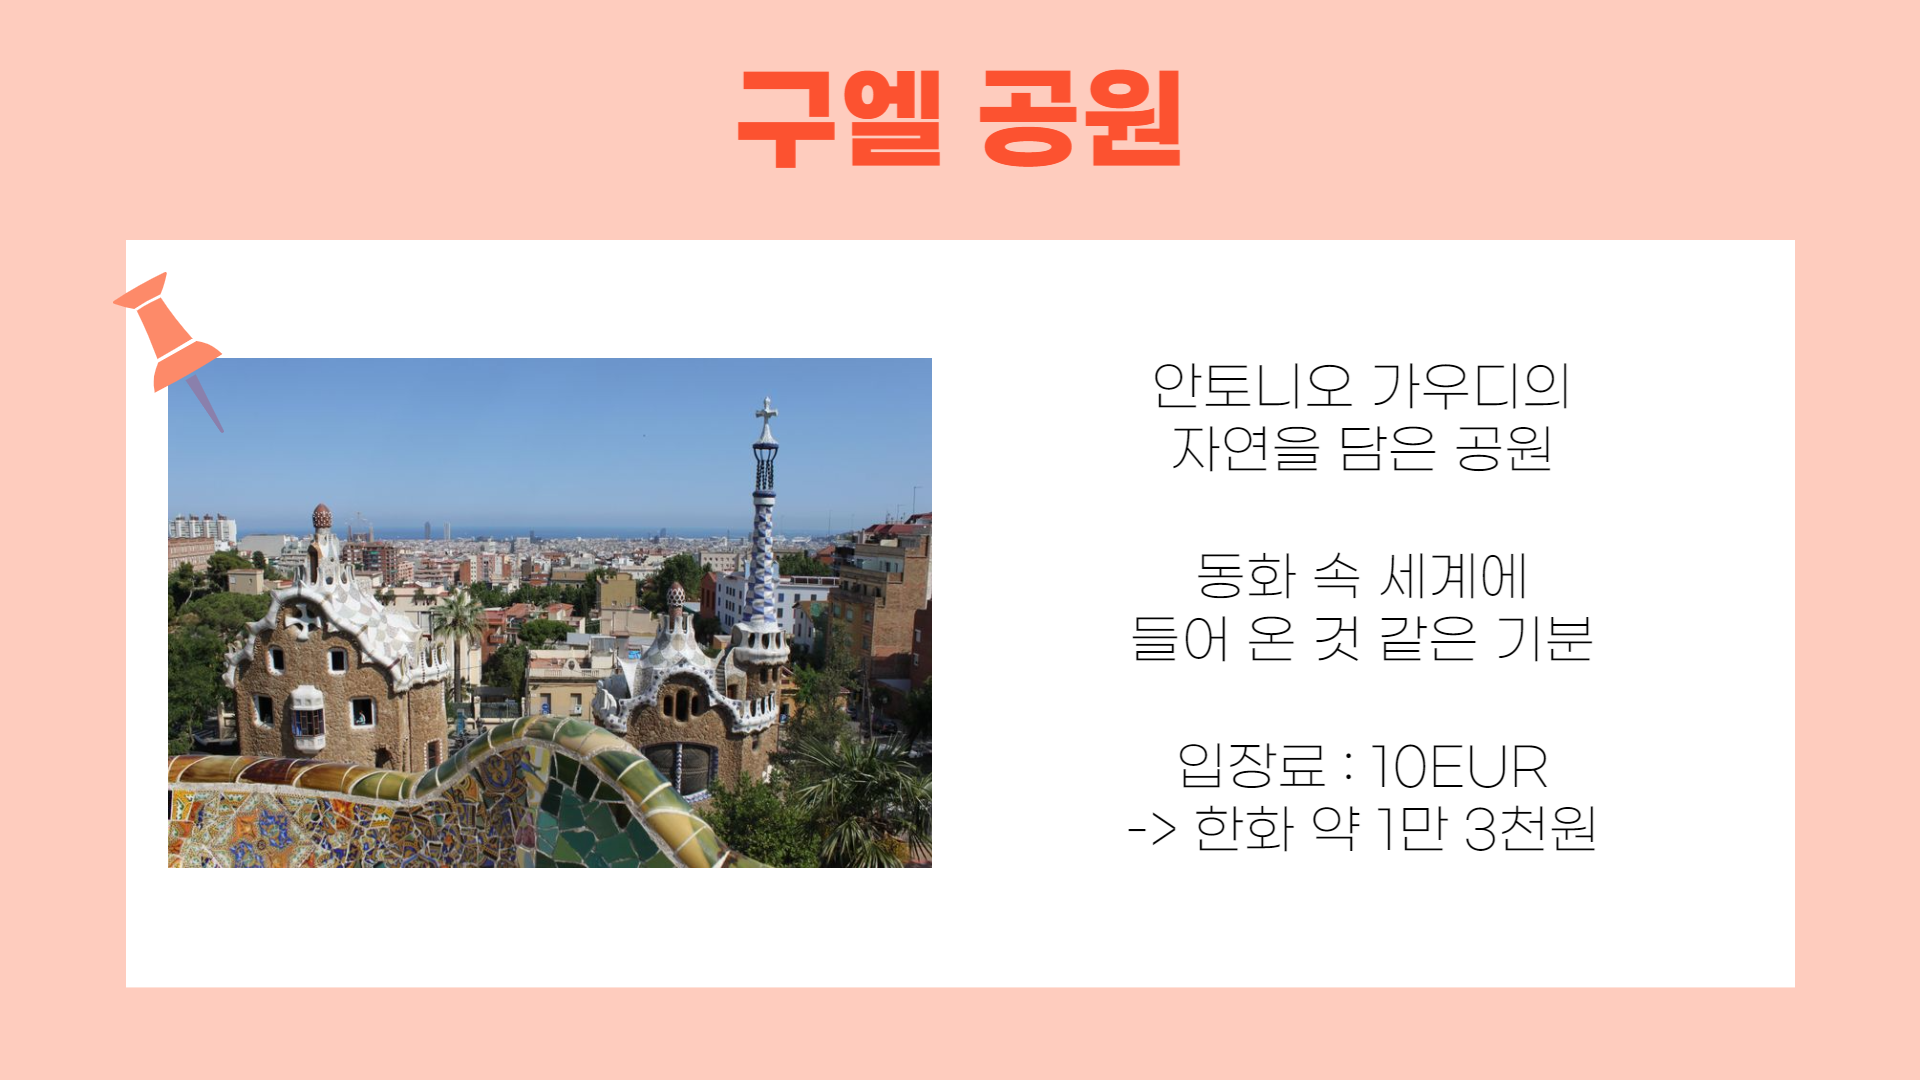 구엘 공원
안토니오 가우디의
자연을 담은 공원
동화 속 세계에
들어 온 것 같은 기분
입장료 : 10EUR
-> 한화 약 1만 3천원